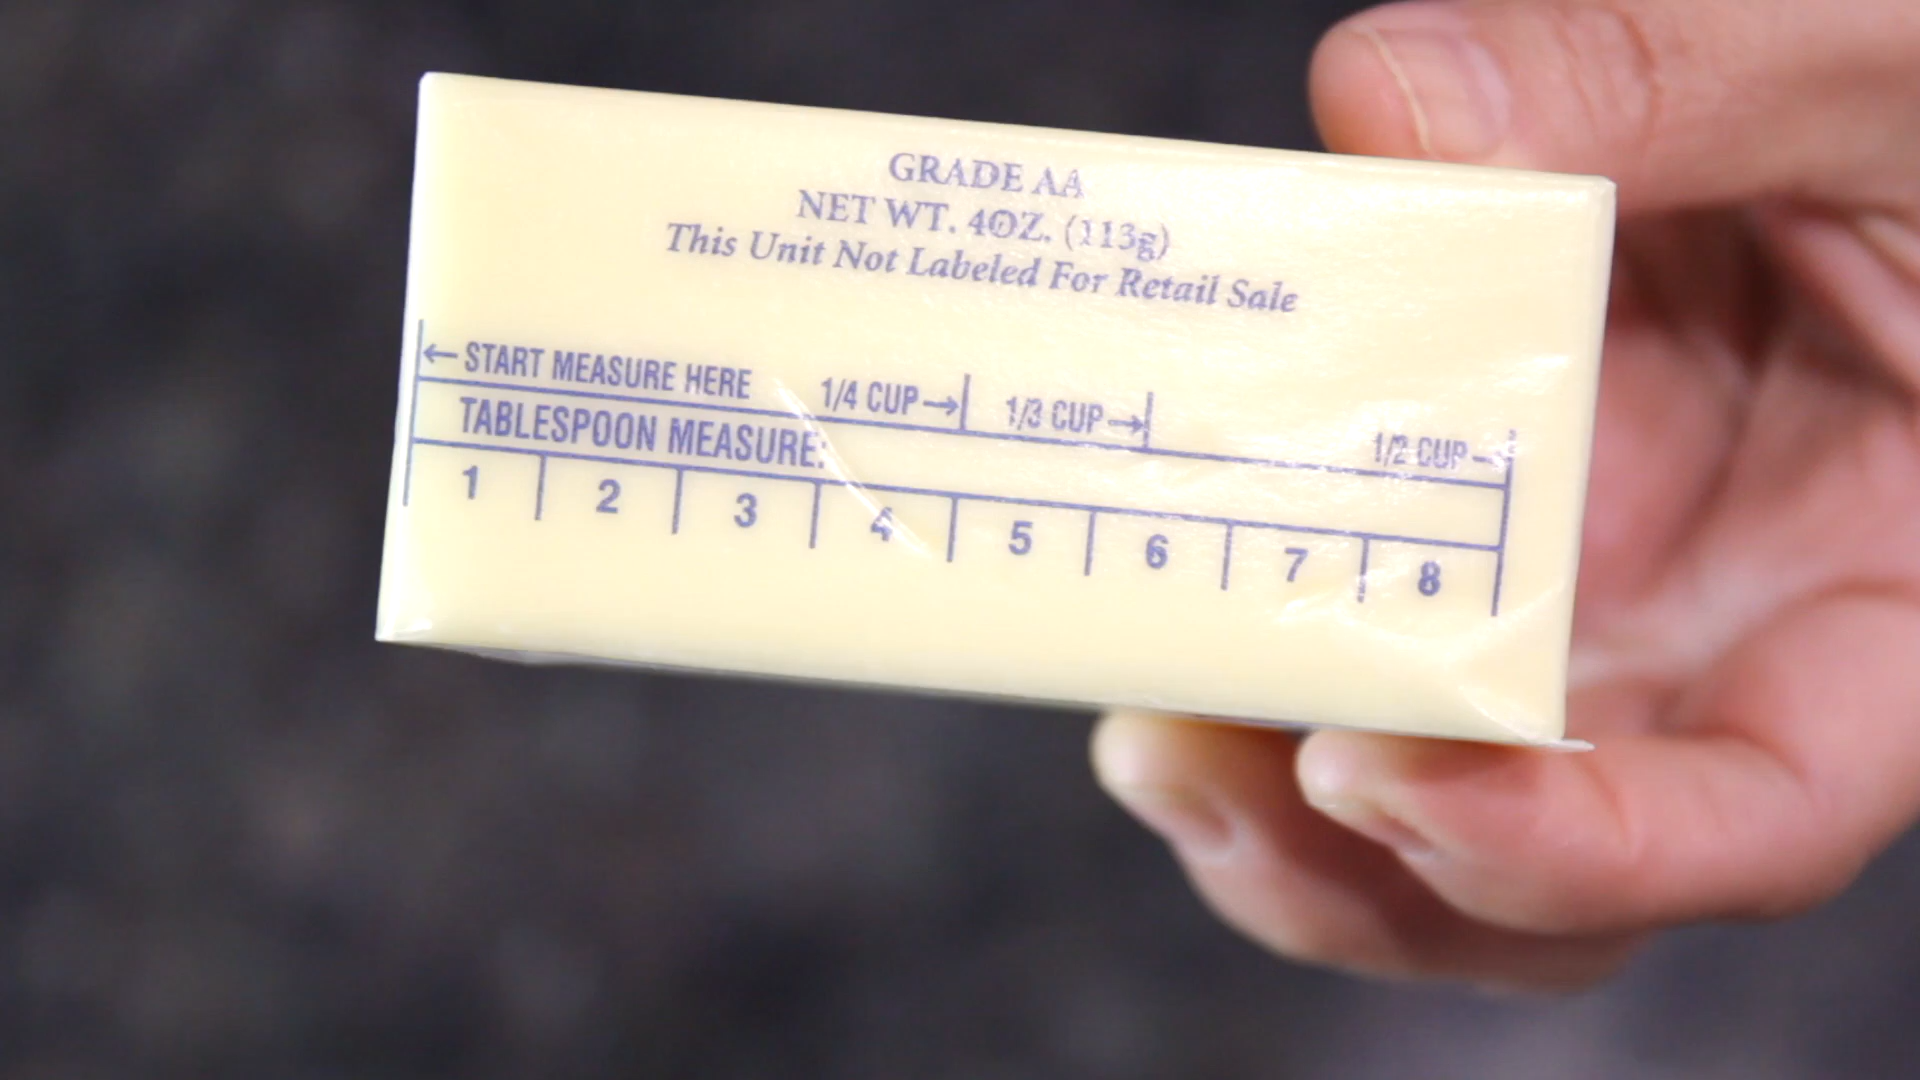 GRADE AA
NET WT. 4OZ. (113g)
This Unit Not Labeled For Retail Sale
←START MEASURE HERE 1/4 CUP→ 1/3 CUP→ 1/2 CUP→
TABLESPOON MEASURE:
1 2 3 4 5 6 7 8